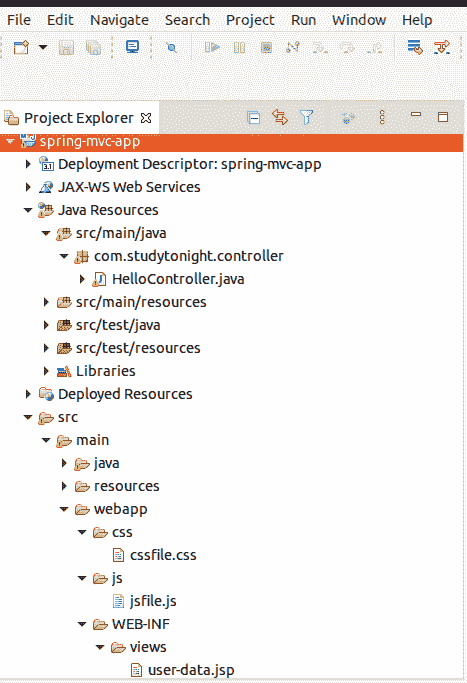 File Edit Navigate Search Project Run Window Help
Project Explorer
spring-mvc-app
3.1 Deployment Descriptor: spring-mvc-app
JAX-WS Web Services
Java Resources
src/main/java
com.studytonight.controller
HelloController.java
src/main/resources
src/test/java
src/test/resources
Libraries
Deployed Resources
src
main
java
resources
webapp
css
cssfile.css
js
jsfile.js
WEB-INF
views
user-data.jsp